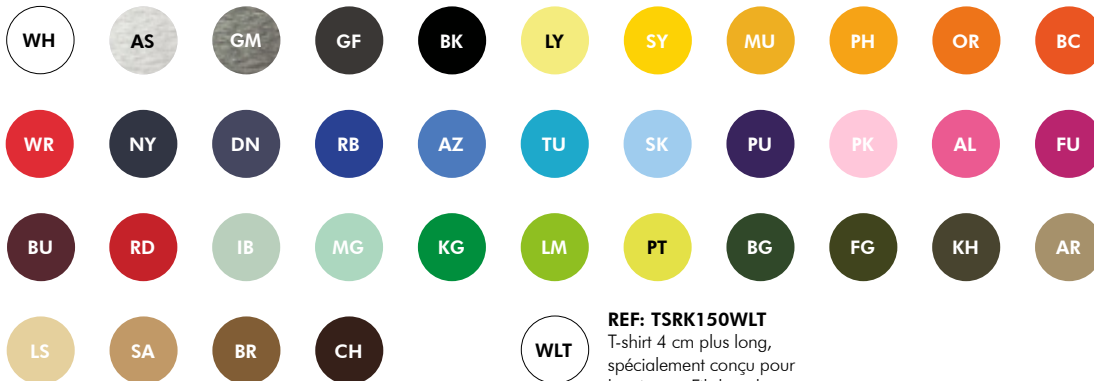 WH AS GM GF BK LY SY MU PH OR BC
WR NY DN RB AZ TU SK PU PK AL FU
BU RD IB MG KG LM PT BG FG KH AR
LS SA BR CH WLT
REF: TSRK150WLT
T-shirt 4 cm plus long,
spécialement conçu pour